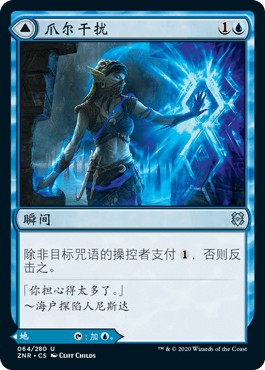 爪尔干扰 1
瞬间
除非目标咒语的操控者支付 1，否则反
击之。
「你担心得太多了。」
～海户探陷人尼斯达
地 ：加 。
064/280 U
ZNR • CS CLIFF CHILDS
™ & © 2020 Wizards of the Coast